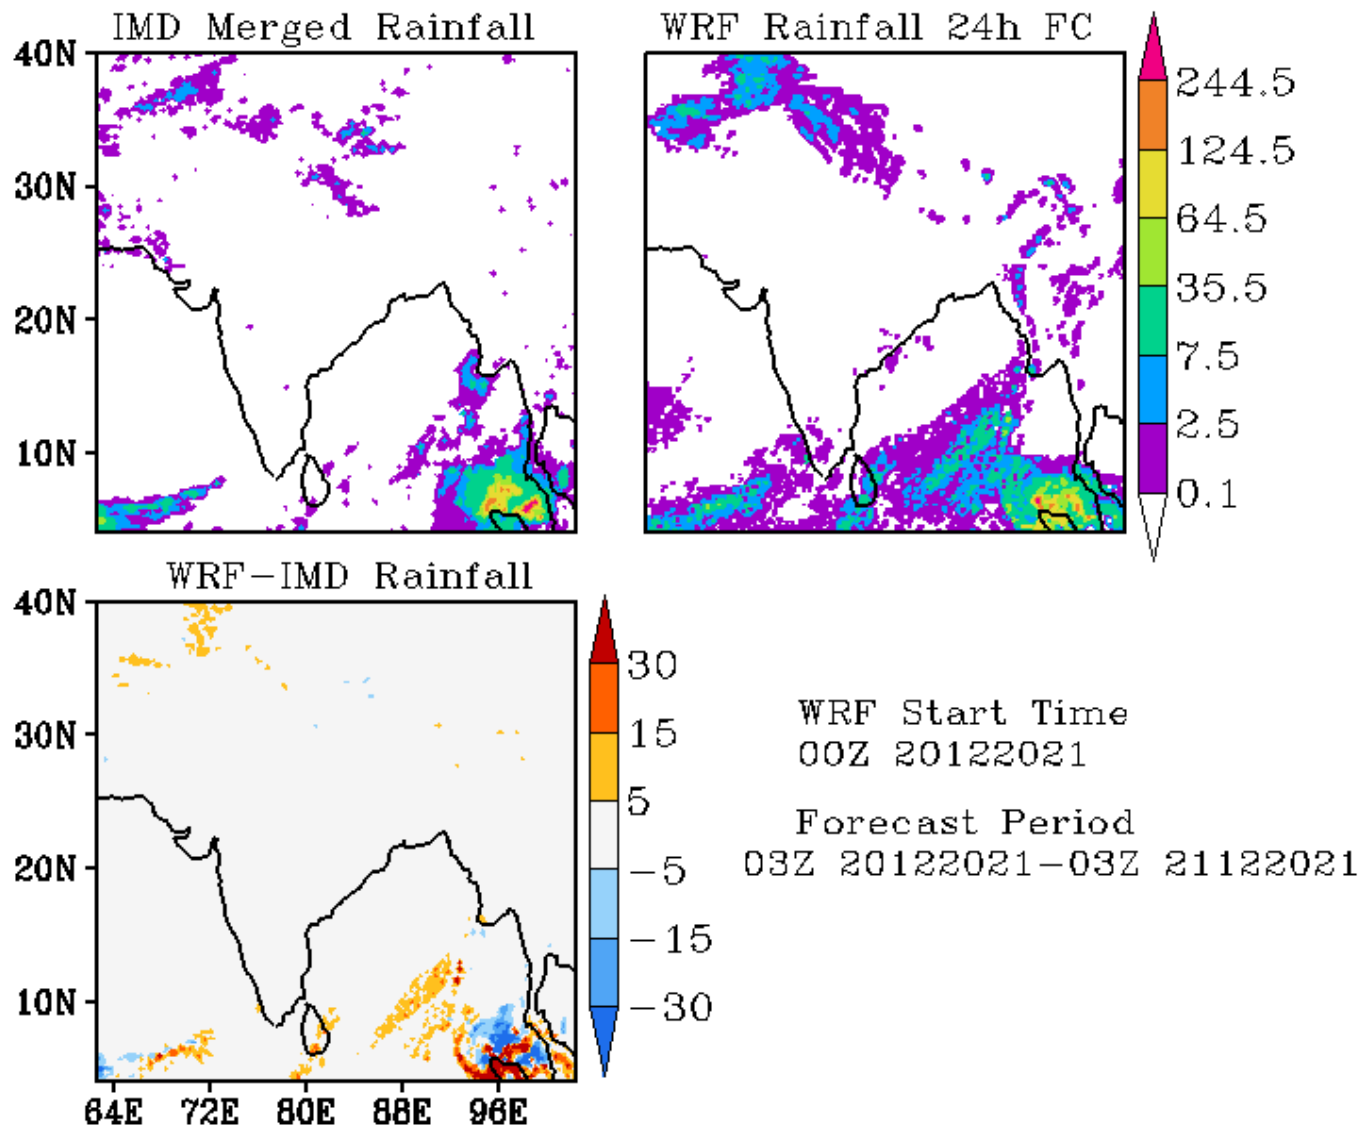 IMD Merged Rainfall
WRF Rainfall 24h FC
40N
30N
20N
10N
244.5
124.5
64.5
35.5
7.5
2.5
0.1
WRF-IMD Rainfall
40N
30N
20N
10N
64E 72E 80E 88E 96E
30
15
5
-5
-15
-30
WRF Start Time
00Z 20122021
Forecast Period
03Z 20122021-03Z 21122021